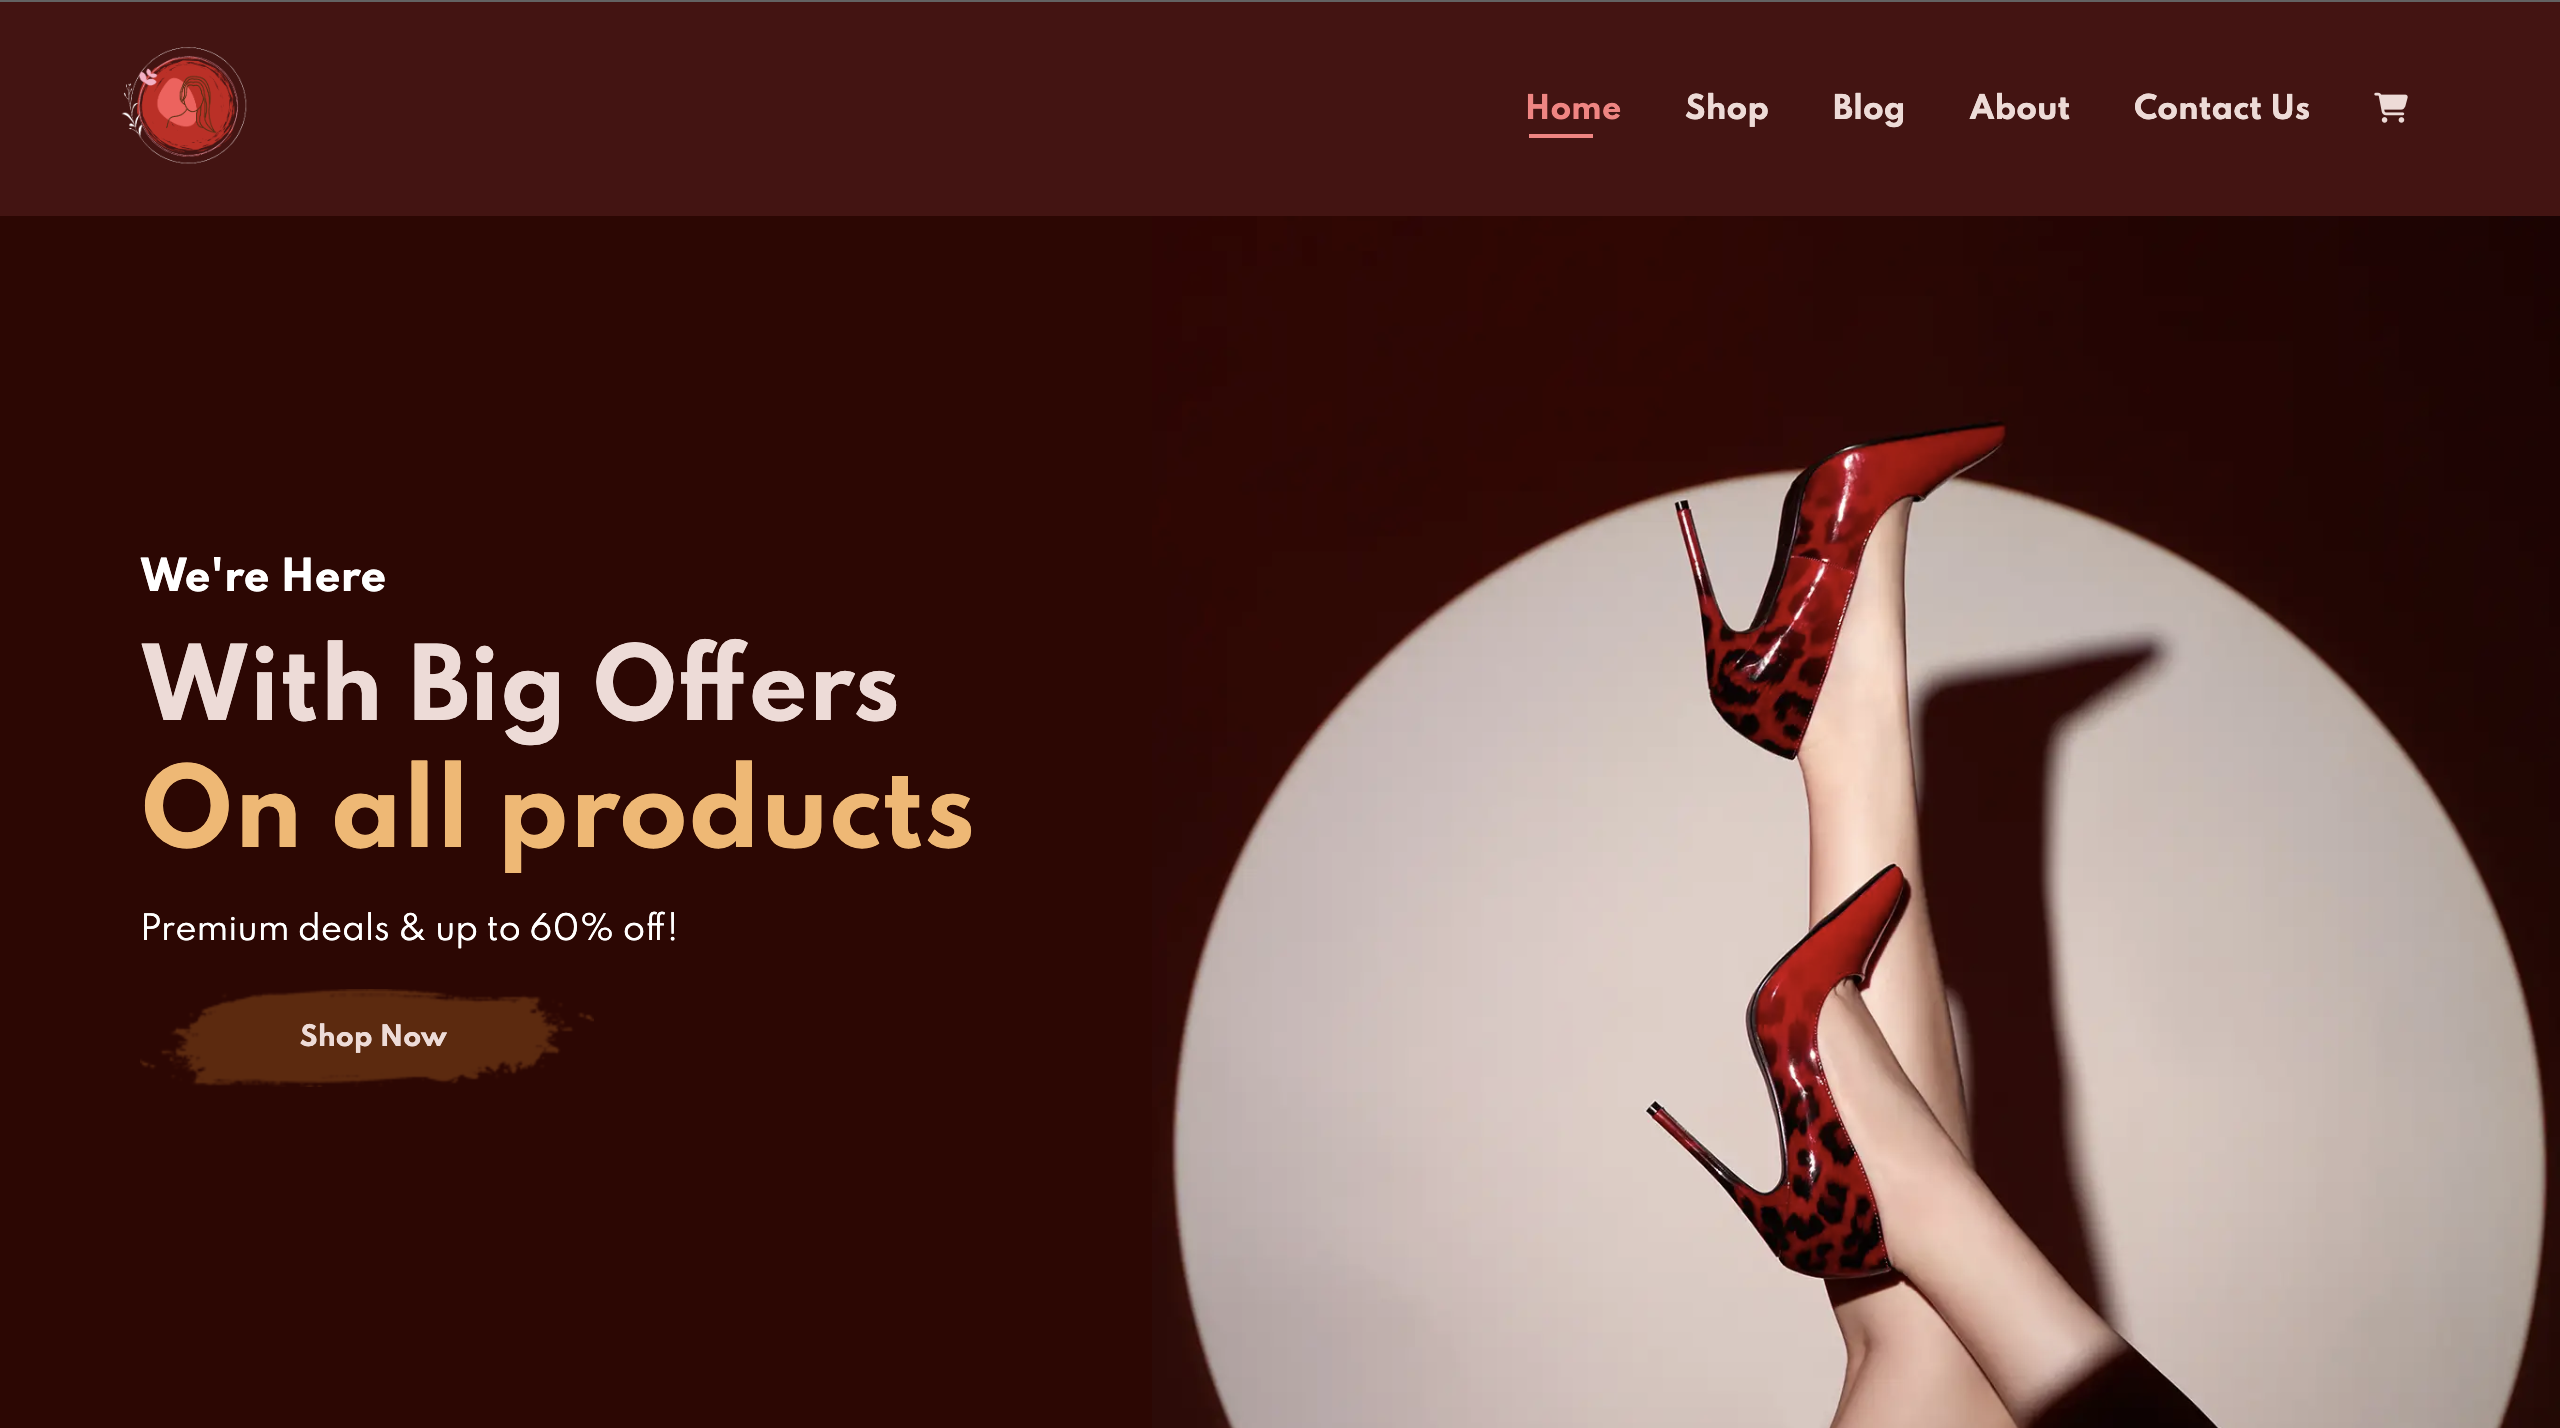 Home Shop Blog About Contact Us
We're Here
With Big Offers
On all products
Premium deals & up to 60% off!
Shop Now